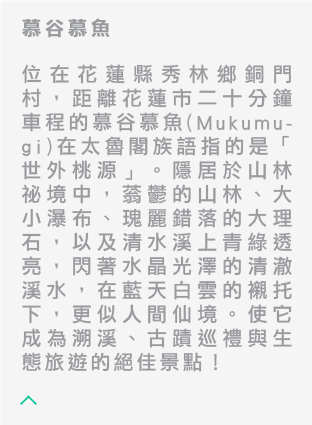 慕谷慕魚
位在花蓮縣秀林鄉銅門
村，距離花蓮市二十分鐘
車程的慕谷慕魚(Mukumu-
gi)在太魯閣族語指的是「
世外桃源」。隱居於山林
祕境中，蓊鬱的山林、大
小瀑布、瑰麗錯落的大理
石，以及清水溪上青綠透
亮，閃著水晶光澤的清澈
溪水，在藍天白雲的襯托
下，更似人間仙境。使它
成為溯溪、古蹟巡禮與生
態旅遊的絕佳景點！